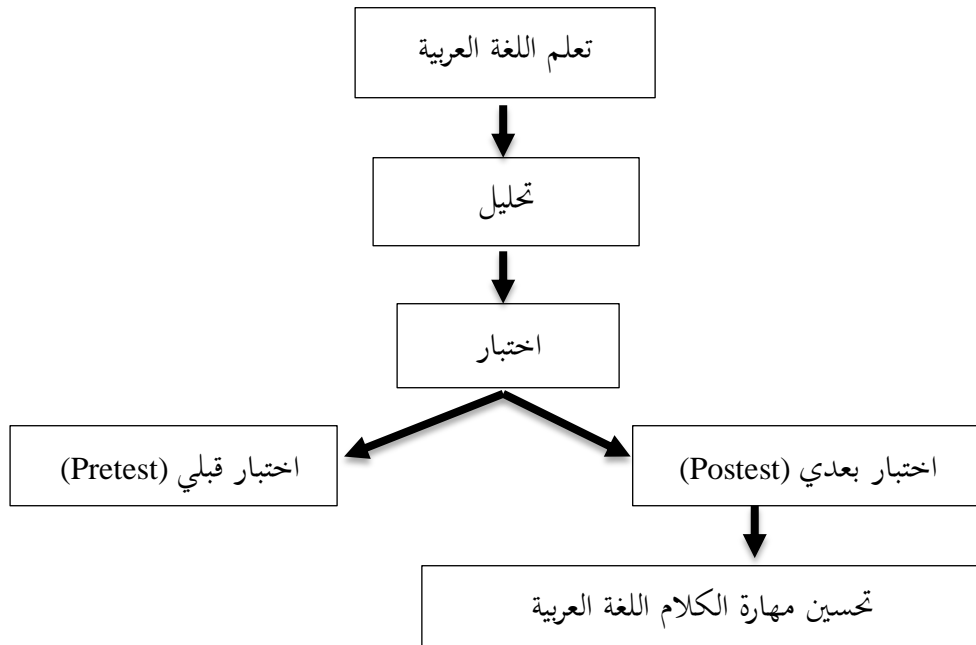 تعلم اللغة العربية
تحليل
اختبار
اختبار بعدي (Postest)
اختبار قبلي (Pretest)
تحسين مهارة الكلام اللغة العربية